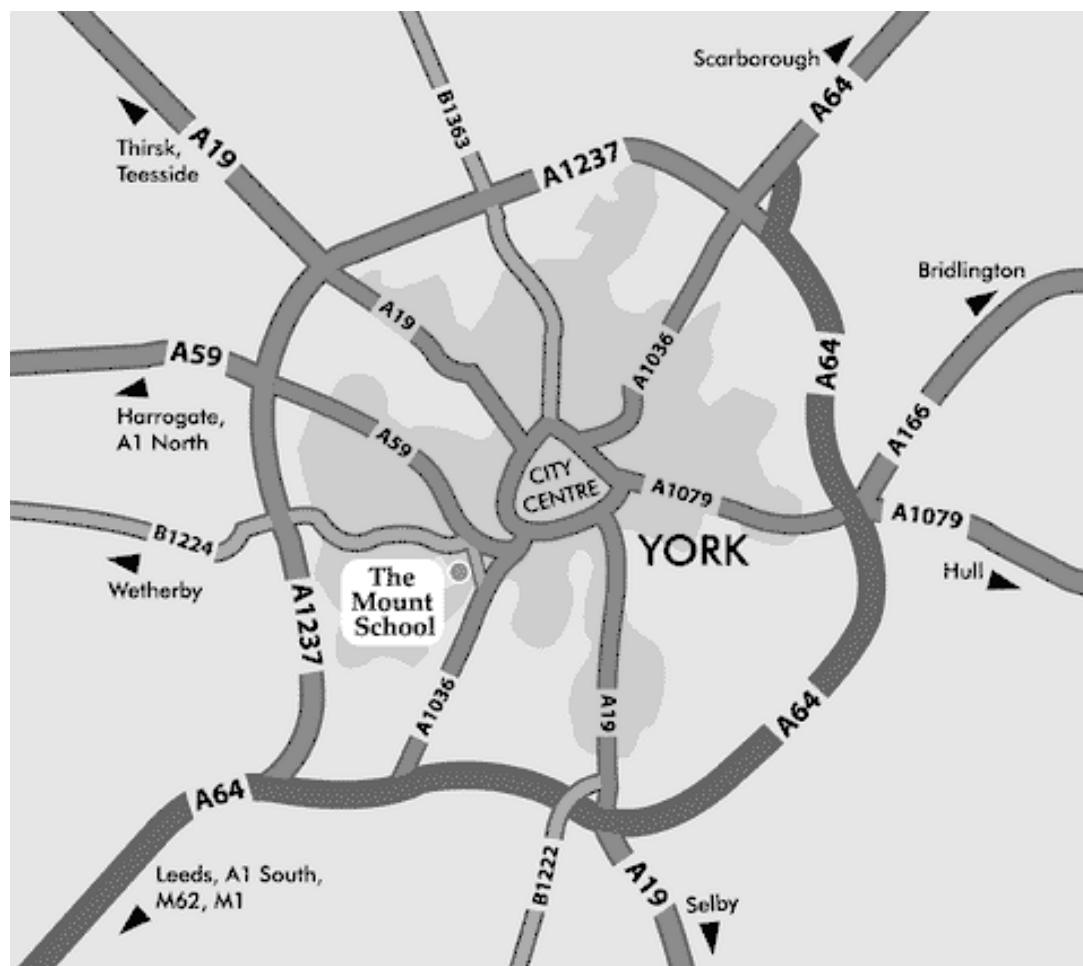 Scarborough
A64
B1363
A19
Thirsk,
Teesside
A1237
Bridlington
A19
A1036
A64
A59
Harrogate,
A1 North
A59
A166
CITY
CENTRE
A1079
A1079
B1224
YORK
Wetherby
Hull
The
Mount
School
A1237
A1036
A19
A64
A64
Leeds, A1 South,
M62, M1
B1222
A19
Selby